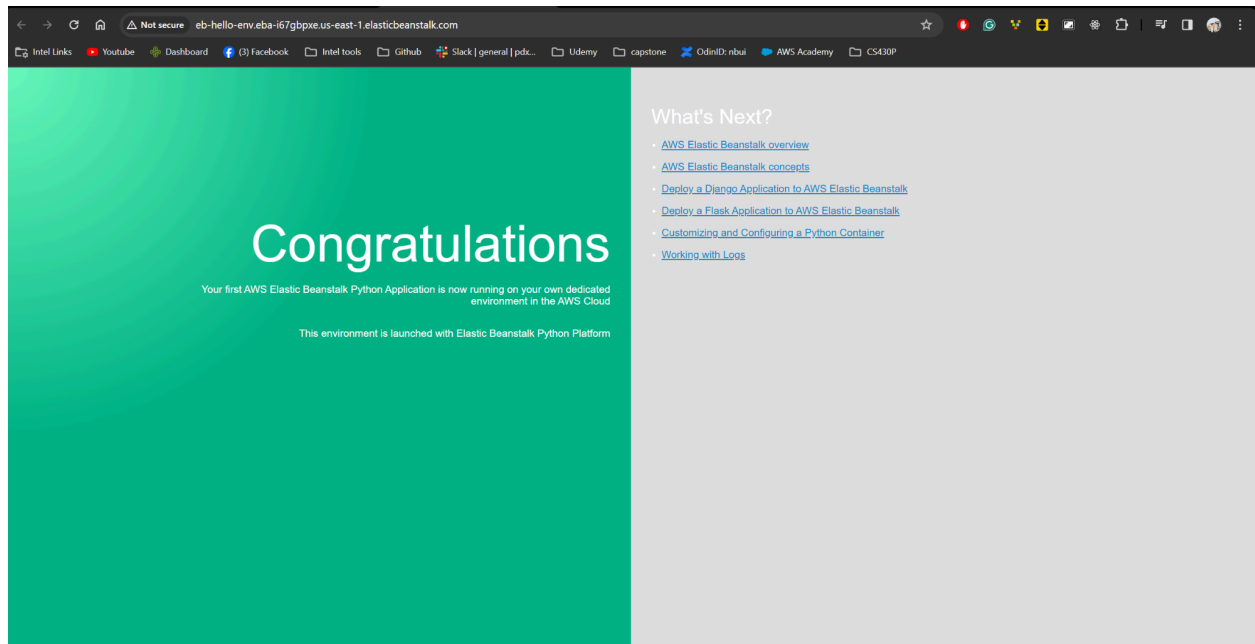 Not secure eb-hello-env.eba-i67gbpxe.us-east-1.elasticbeanstalk.com
Intel Links Youtube Dashboard (3) Facebook Intel tools Github Slack | general | pdx... Udemy capstone OdinID: nbui AWS Academy CS430P
Congratulations
Your first AWS Elastic Beanstalk Python Application is now running on your own dedicated
environment in the AWS Cloud
This environment is launched with Elastic Beanstalk Python Platform
What's Next?
AWS Elastic Beanstalk overview
AWS Elastic Beanstalk concepts
Deploy a Django Application to AWS Elastic Beanstalk
Deploy a Flask Application to AWS Elastic Beanstalk
Customizing and Configuring a Python Container
Working with Logs